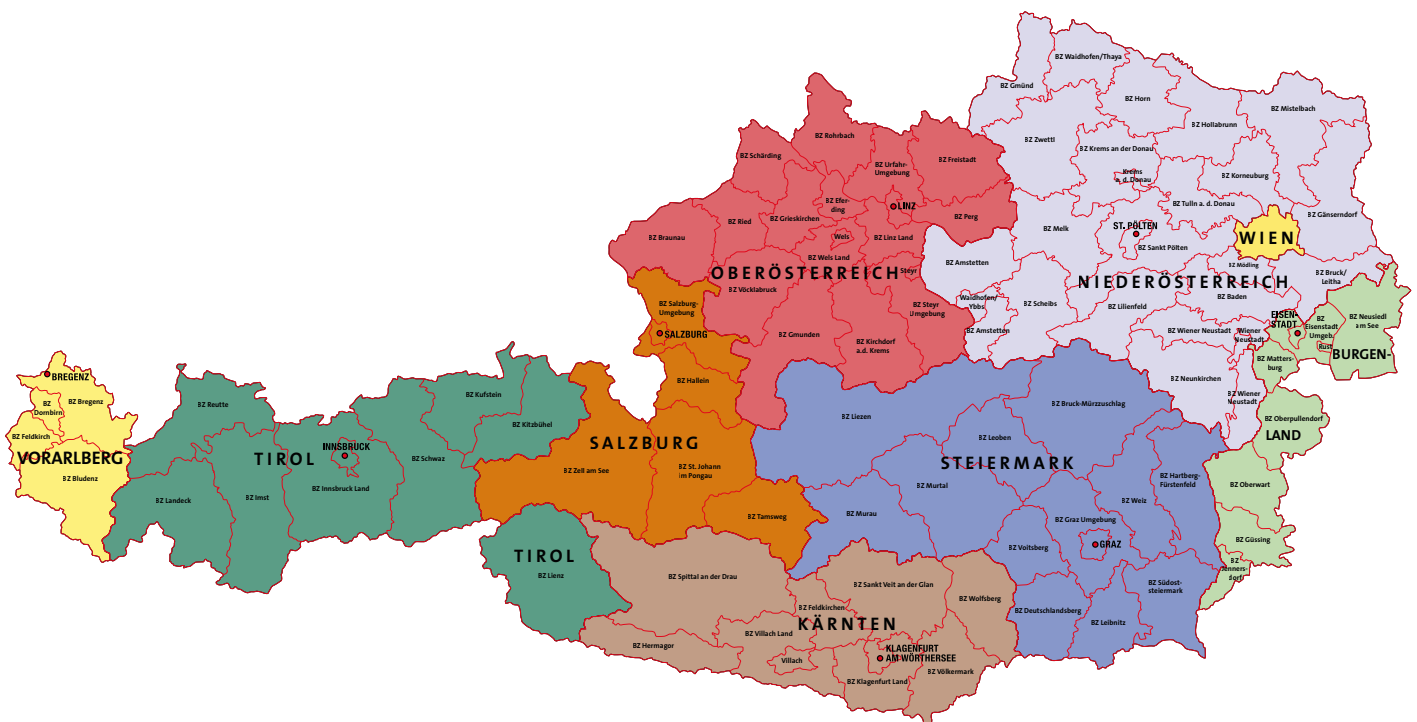 BZ Waidhofen/Thaya
BZ Gmünd
BZ Horn
BZ Mistelbach
BZ Hollabrunn
BZ Rohrbach
BZ Zwettl
BZ Krems an der Donau
BZ Schärding
BZ Urfahr-
Umgebung
BZ Freistadt
Krems
a. d. Donau
BZ Korneuburg
BZ Efer-
ding
LINZ
BZ Tulln a. d. Donau
BZ Ried
BZ Grieskirchen
BZ Perg
BZ Gänserndorf
BZ Braunau
Wels
BZ Linz Land
BZ Melk
ST. PÖLTEN
BZ Sankt Pölten
WIEN
BZ Wels Land
BZ Amstetten
BZ Mödling
OBERÖSTERREICH
Steyr
BZ Bruck/
Leitha
NIEDERÖSTERREICH
BZ Vöcklabruck
Waidhofen/
Ybbs
BZ Scheibs
BZ Lilienfeld
BZ Baden
BZ Salzburg-
Umgebung
BZ Steyr
Umgebung
EISEN-
STADT
BZ
Eisenstadt
Umgeb.
BZ Neusiedl
am See
SALZBURG
BZ Gmunden
BZ Kirchdorf
a.d. Krems
BZ Amstetten
BZ Wiener Neustadt
Wiener
Neustadt
Rust
BURGEN-
BZ Matters-
burg
BREGENZ
BZ Hallein
BZ Neunkirchen
BZ
Dornbirn
BZ Bregenz
BZ Reutte
BZ Kufstein
BZ Wiener
Neustadt
BZ Bruck-Mürzzuschlag
BZ Liezen
BZ Oberpullendorf
LAND
BZ Kitzbühel
BZ Feldkirch
INNSBRUCK
BZ Leoben
VORARLBERG
TIROL
BZ Schwaz
SALZBURG
STEIERMARK
BZ Bludenz
BZ Zell am See
BZ St. Johann
im Pongau
BZ Hartberg-
Fürstenfeld
BZ Landeck
BZ Imst
BZ Innsbruck Land
BZ Murtal
BZ Oberwart
BZ Weiz
BZ Tamsweg
BZ Murau
BZ Graz Umgebung
BZ Güssing
GRAZ
BZ Voitsberg
TIROL
BZ Lienz
BZ Spittal an der Drau
BZ Sankt Veit an der Glan
BZ
Jenners-
dorf
BZ Südost-
steiermark
BZ Wolfsberg
BZ Feldkirchen
BZ Deutschlandsberg
BZ Leibnitz
KÄRNTEN
BZ Villach Land
BZ Hermagor
Villach
KLAGENFURT
AM WÖRTHERSEE
BZ Klagenfurt Land
BZ Völkermark